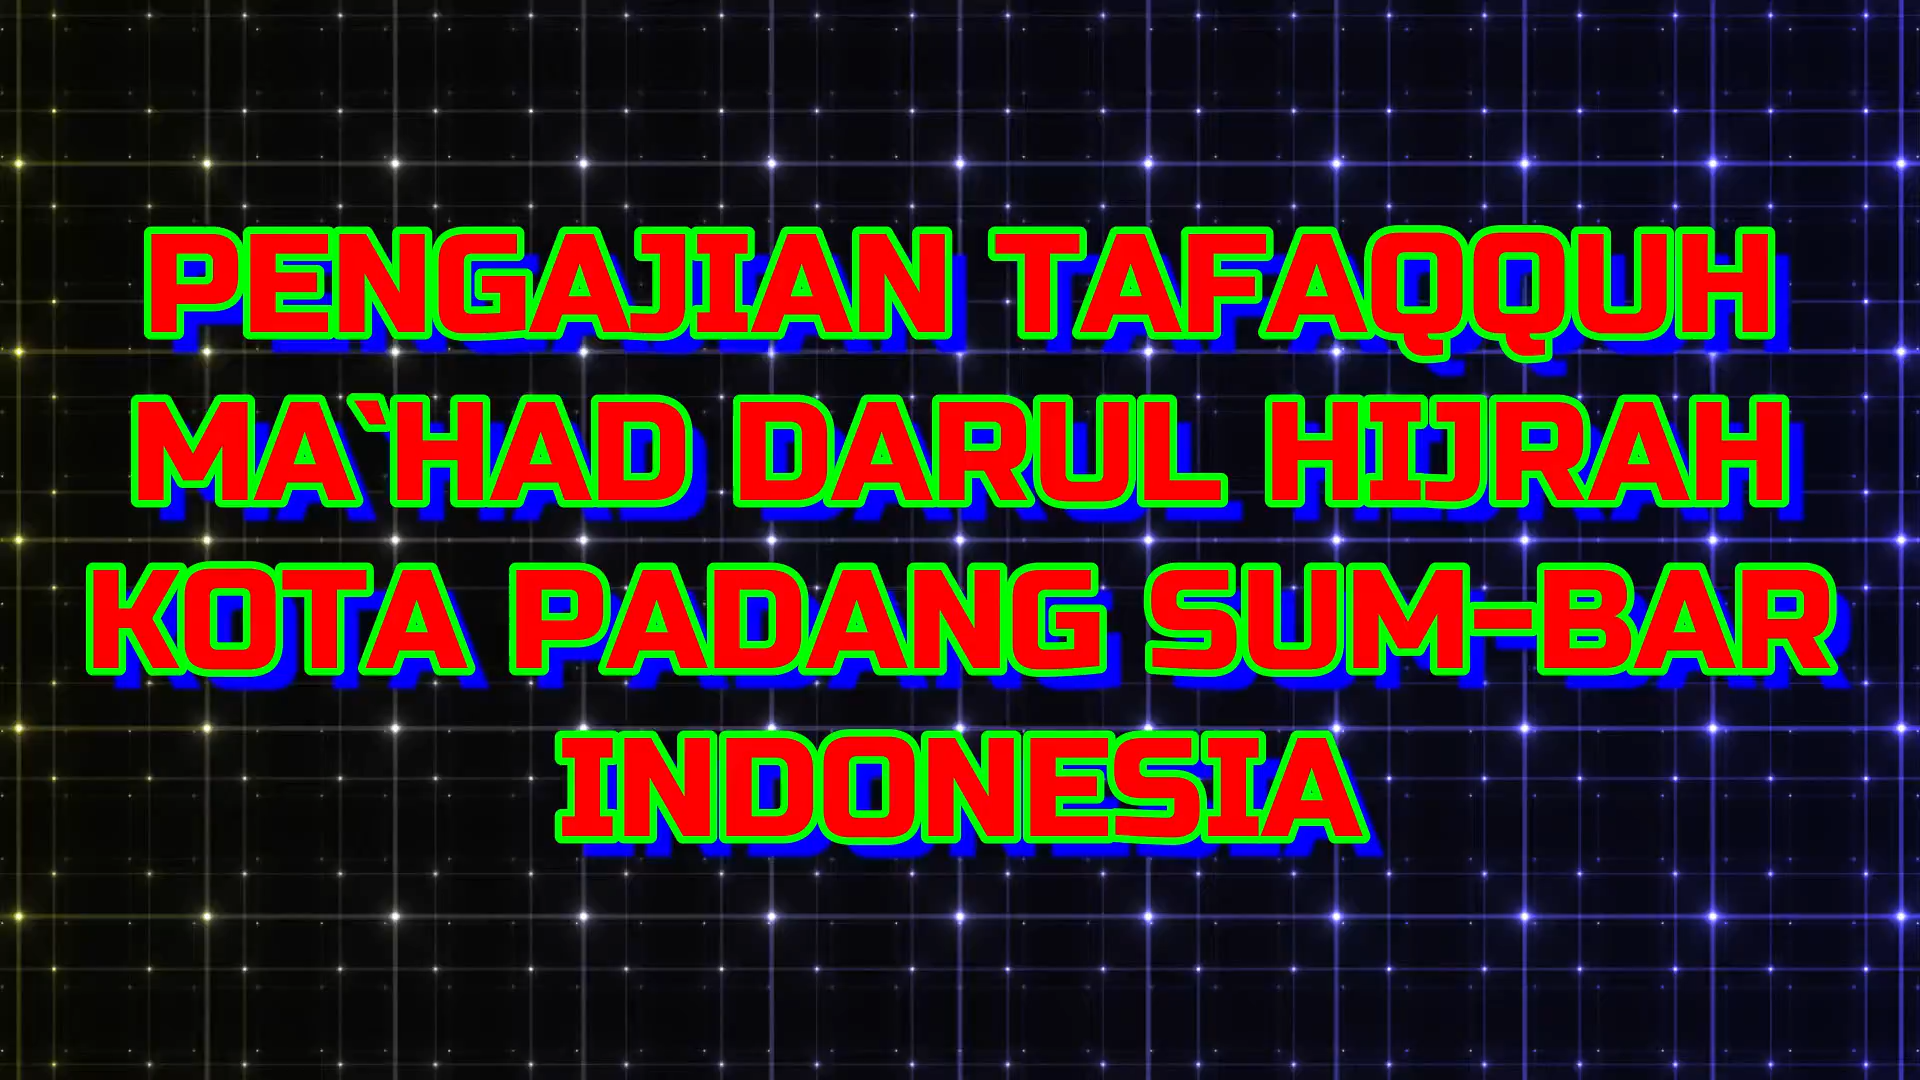 PENGAJIAN TAFAQQUH
MA`HAD DARUL HIJRAH
KOTA PADANG SUM-BAR
INDONESIA